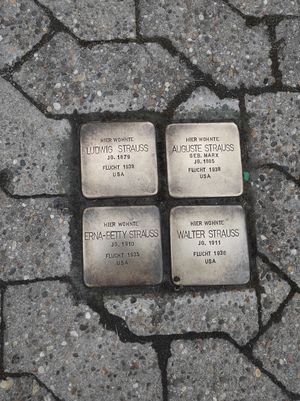 HIER WOHNTE
LUDWIG STRAUSS
JG. 1879
FLUCHT 1938
USA
HIER WOHNTE
AUGUSTE STRAUSS
GEB. MARX
JG. 1885
FLUCHT 1938
USA
HIER WOHNTE
ERNA-BETTY STRAUSS
JG. 1910
FLUCHT 1935
USA
HIER WOHNTE
WALTER STRAUSS
JG. 1911
FLUCHT 1936
USA